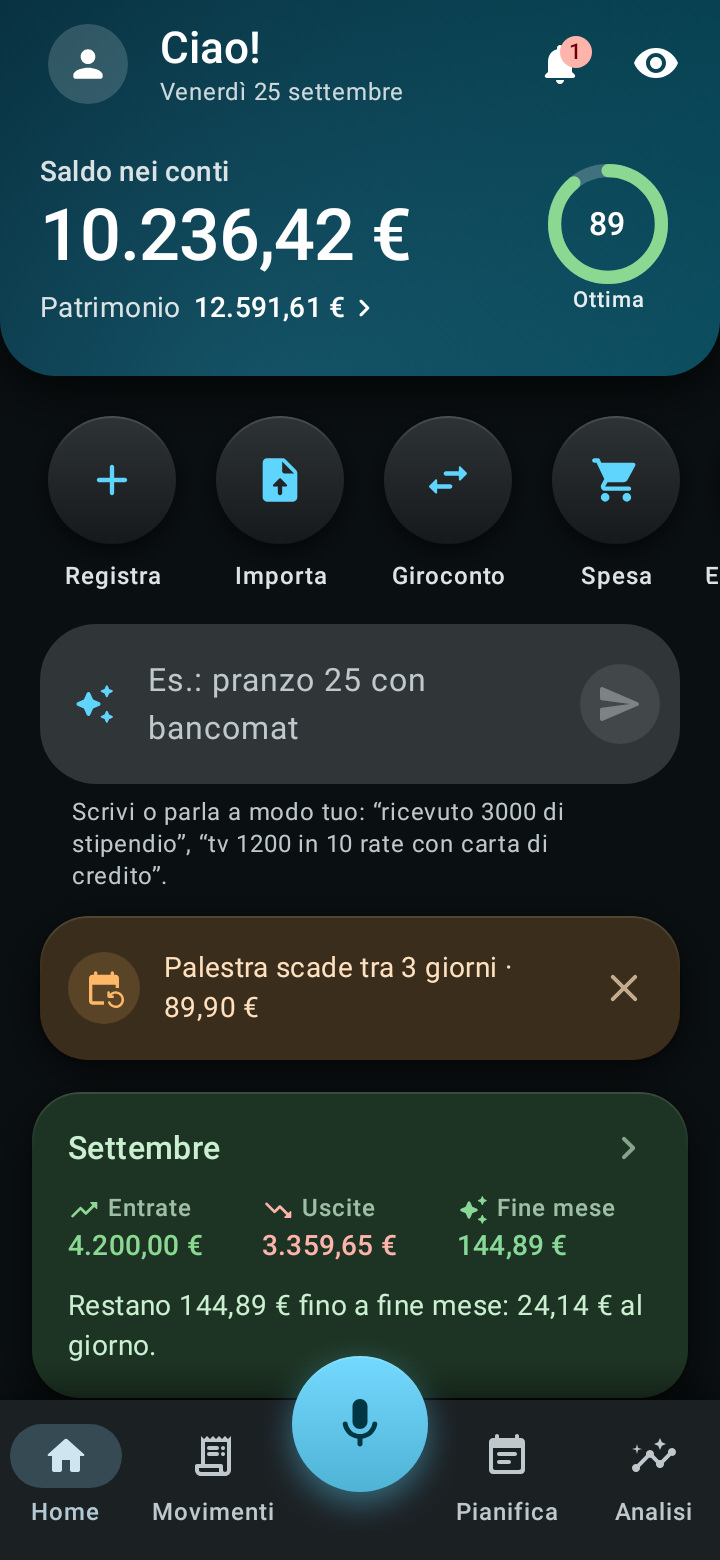 Ciao!
1
Venerdì 25 settembre
Saldo nei conti
10.236,42 €
89
Patrimonio 12.591,61 €
Ottima
Registra
Importa
Giroconto
Spesa
E
Es.: pranzo 25 con
bancomat
Scrivi o parla a modo tuo: “ricevuto 3000 di
stipendio”, “tv 1200 in 10 rate con carta di
credito”.
Palestra scade tra 3 giorni ·
89,90 €
Settembre
Entrate
Uscite
Fine mese
4.200,00 €
3.359,65 €
144,89 €
Restano 144,89 € fino a fine mese: 24,14 € al
giorno.
Home
Movimenti
Pianifica
Analisi